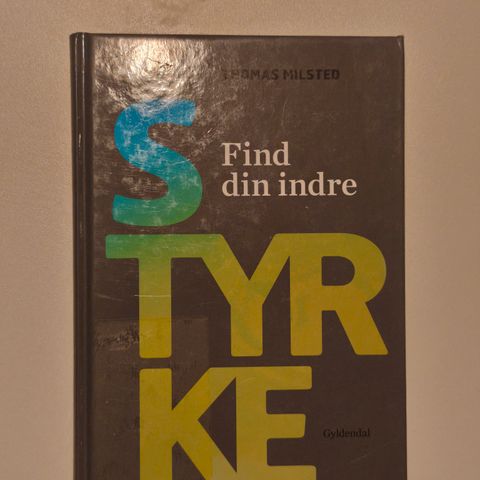 THOMAS MILSTED
S
Find
din indre
TYR
KE
Gyldendal